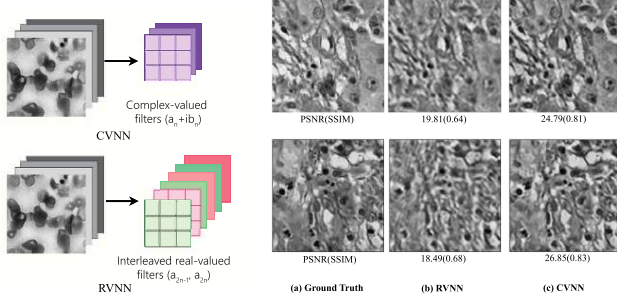 Complex-valued
filters (aₙ+ibₙ)
CVNN
Interleaved real-valued
filters (a₂ₙ₋₁, a₂ₙ)
RVNN
PSNR(SSIM) 19.81(0.64) 24.79(0.81)
PSNR(SSIM) 18.49(0.68) 26.85(0.83)
(a) Ground Truth (b) RVNN (c) CVNN